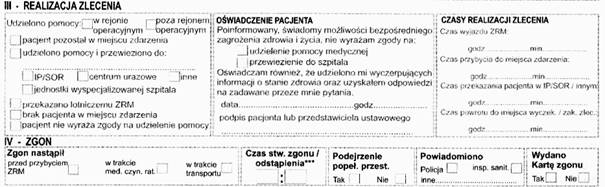 III - REALIZACJA ZLECENIA
Udzielono pomocy: w rejonie operacyjnym poza rejonem operacyjnym
pacjent pozostał w miejscu zdarzenia
udzielono pomocy i przewieziono do:
IP/SOR centrum urazowe inne
jednostki wyspecjalizowanej szpitala
przekazano lotniczemu ZRM
brak pacjenta w miejscu zdarzenia
pacjent nie wyraża zgody na udzielenie pomocy
OŚWIADCZENIE PACJENTA
Poinformowany, świadomy możliwości bezpośredniego
zagrożenia zdrowia i życia, nie wyrażam zgody na:
udzielenie pomocy medycznej
przewiezienie do szpitala
Oświadczam również, że udzielono mi wyczerpujących
informacji o stanie zdrowia oraz uzyskałem odpowiedzi
na zadawane przeze mnie pytania.
data godz
podpis pacjenta lub przedstawiciela ustawowego
CZASY REALIZACJI ZLECENIA
Czas wyjazdu ZRM:
godz min
Czas przybycia do miejsca zdarzenia:
godz min
Czas przekazania pacjenta w IP/SOR / innym:
godz min
Czas powrotu do miejsca wyczek. / zak. zlec.
godz min
IV - ZGON
Zgon nastąpił
przed przybyciem ZRM
w trakcie med. czyn. rat.
w trakcie transportu
Czas stw. zgonu / odstąpienia***
:
Podejrzenie popeł. przest.
Tak Nie
Powiadomiono
Policja insp. sanit.
inne
Wydano Kartę zgonu
Tak Nie